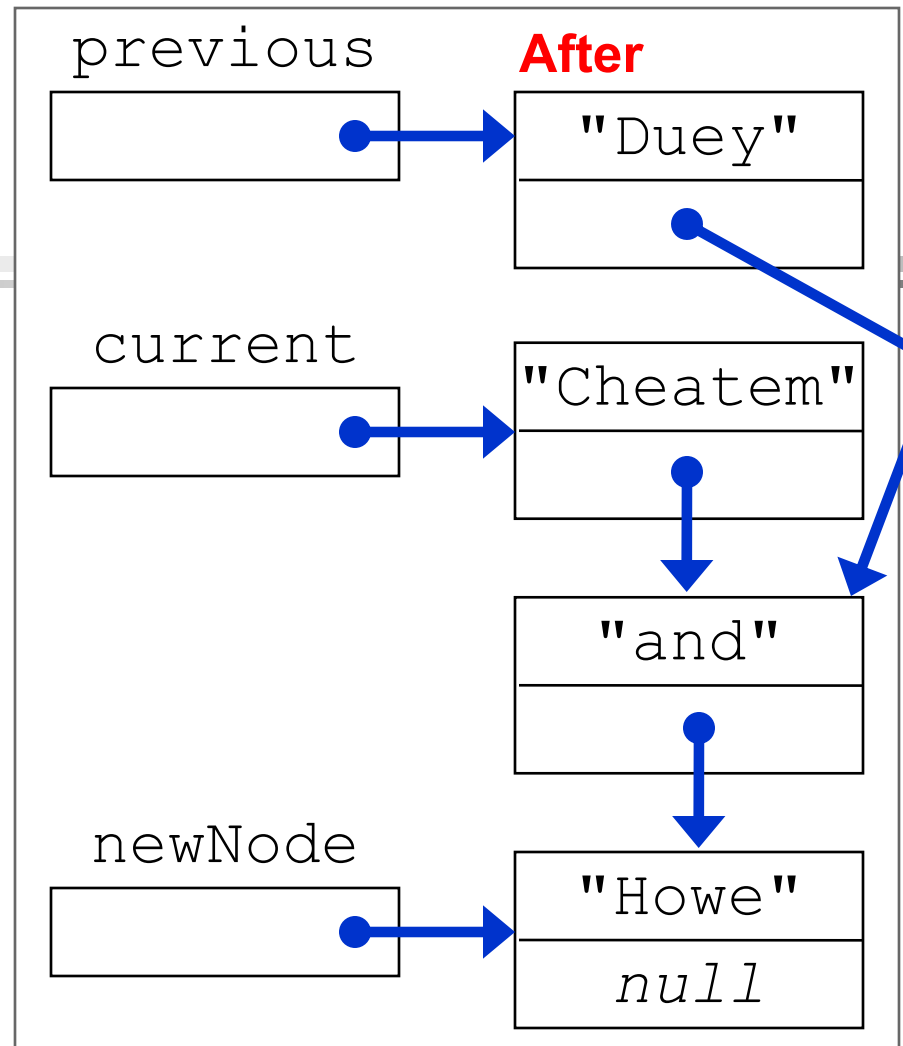 previous
After
"Duey"
current
"Cheatem"
"and"
newNode
"Howe"
null